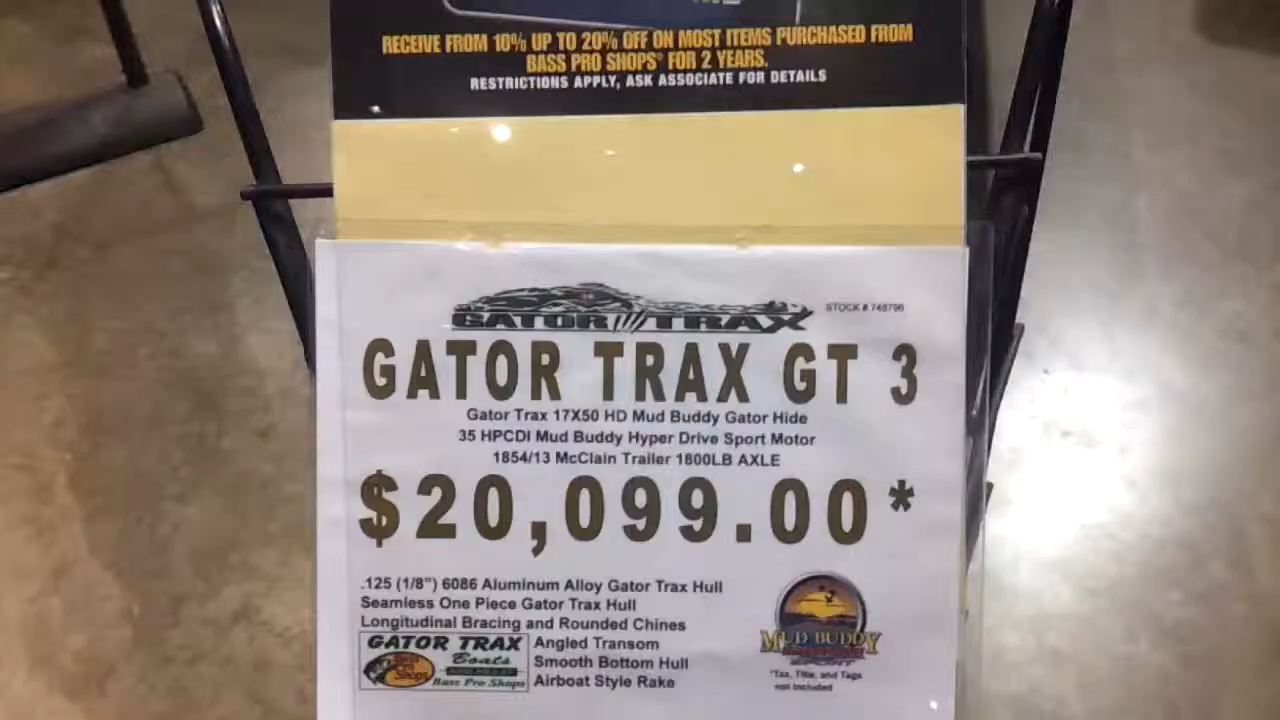 RECEIVE FROM 10% UP TO 20% OFF ON MOST ITEMS PURCHASED FROM
BASS PRO SHOPS® FOR 2 YEARS.
RESTRICTIONS APPLY, ASK ASSOCIATE FOR DETAILS
GATOR TRAX
STOCK # 748796
GATOR TRAX GT 3
Gator Trax 17X50 HD Mud Buddy Gator Hide
35 HPCDI Mud Buddy Hyper Drive Sport Motor
1854/13 McClain Trailer 1800LB AXLE
$20,099.00*
.125 (1/8") 6086 Aluminum Alloy Gator Trax Hull
Seamless One Piece Gator Trax Hull
Longitudinal Bracing and Rounded Chines
Angled Transom
Smooth Bottom Hull
Airboat Style Rake
GATOR TRAX
Boats
Bass Pro Shops
Bass Pro Shops
MUD BUDDY
*Tax, Title, and Tags
not included